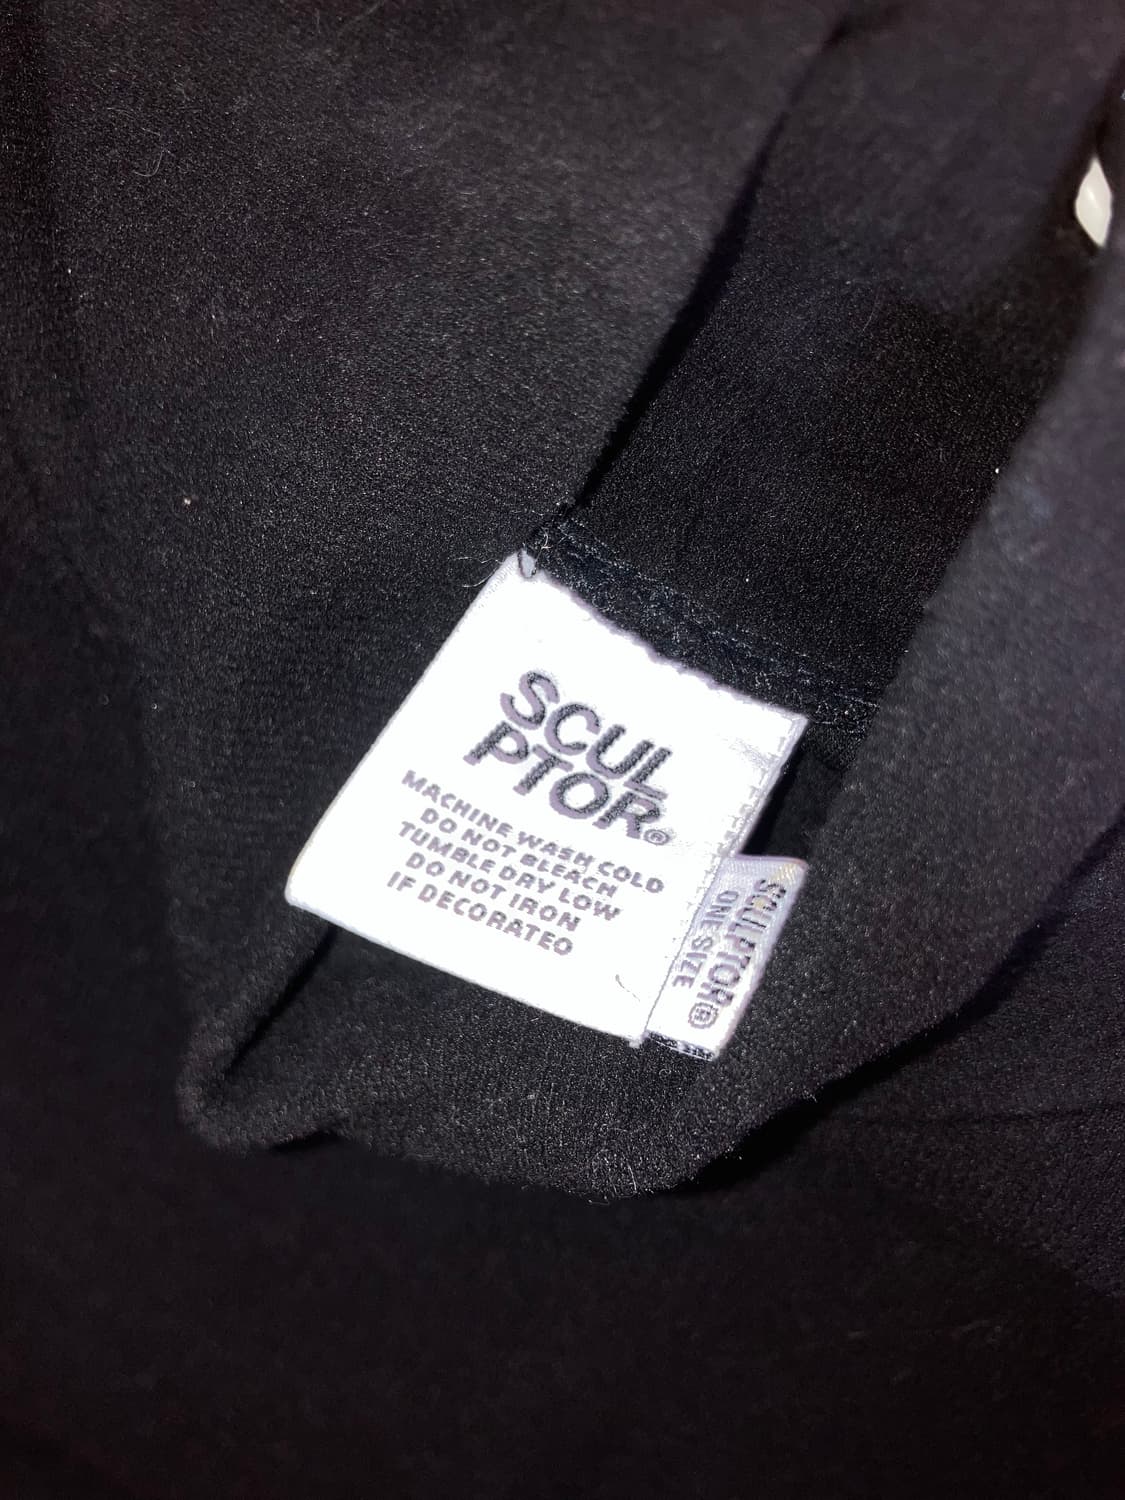 SCUL
PTOR®
MACHINE WASH COLD
DO NOT BLEACH
TUMBLE DRY LOW
DO NOT IRON
IF DECORATED
SCULPTOR®
ONE SIZE